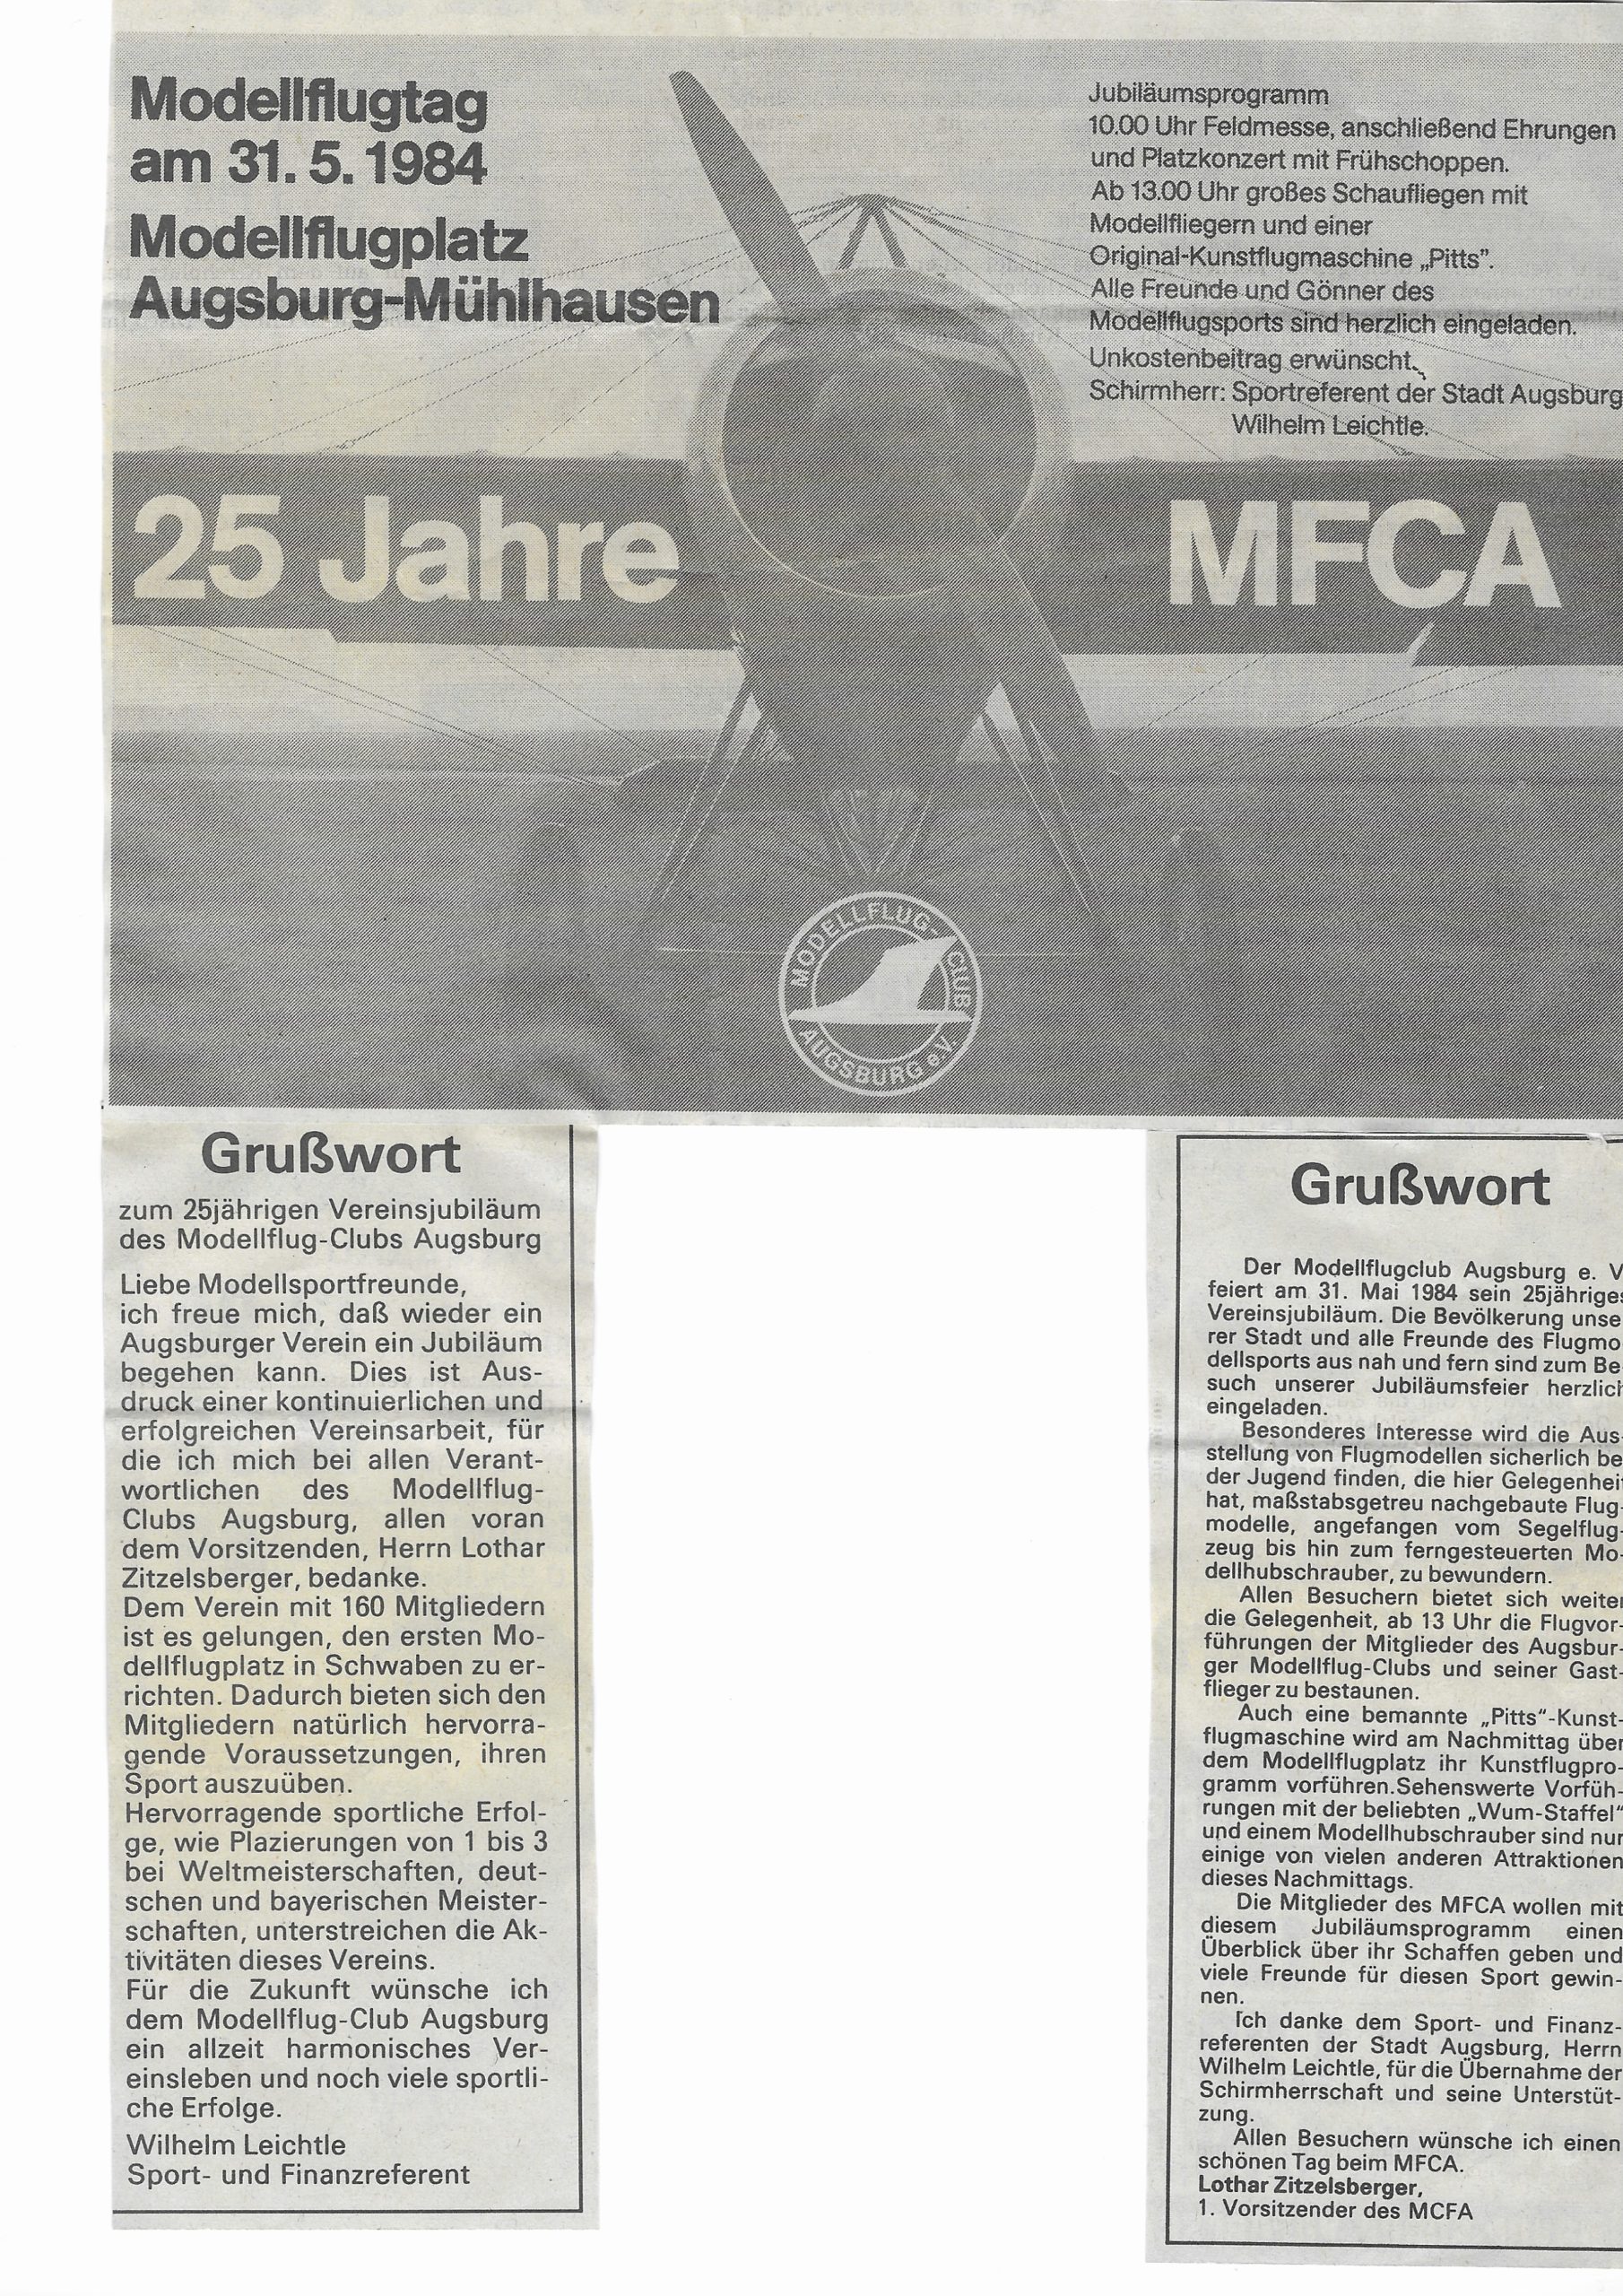 Modellflugtag
am 31. 5. 1984
Modellflugplatz
Augsburg-Mühlhausen
Jubiläumsprogramm
10.00 Uhr Feldmesse, anschließend Ehrungen
und Platzkonzert mit Frühschoppen.
Ab 13.00 Uhr großes Schaufliegen mit
Modellfliegern und einer
Original-Kunstflugmaschine „Pitts”.
Alle Freunde und Gönner des
Modellflugsports sind herzlich eingeladen.
Unkostenbeitrag erwünscht.
Schirmherr: Sportreferent der Stadt Augsburg
Wilhelm Leichtle.
25 Jahre MFCA
MODELLFLUG-CLUB
AUGSBURG e.V.
Grußwort
zum 25jährigen Vereinsjubiläum
des Modellflug-Clubs Augsburg
Liebe Modellsportfreunde,
ich freue mich, daß wieder ein
Augsburger Verein ein Jubiläum
begehen kann. Dies ist Aus-
druck einer kontinuierlichen und
erfolgreichen Vereinsarbeit, für
die ich mich bei allen Verant-
wortlichen des Modellflug-
Clubs Augsburg, allen voran
dem Vorsitzenden, Herrn Lothar
Zitzelsberger, bedanke.
Dem Verein mit 160 Mitgliedern
ist es gelungen, den ersten Mo-
dellflugplatz in Schwaben zu er-
richten. Dadurch bieten sich den
Mitgliedern natürlich hervorra-
gende Voraussetzungen, ihren
Sport auszuüben.
Hervorragende sportliche Erfol-
ge, wie Plazierungen von 1 bis 3
bei Weltmeisterschaften, deut-
schen und bayerischen Meister-
schaften, unterstreichen die Ak-
tivitäten dieses Vereins.
Für die Zukunft wünsche ich
dem Modellflug-Club Augsburg
ein allzeit harmonisches Ver-
einsleben und noch viele sportli-
che Erfolge.
Wilhelm Leichtle
Sport- und Finanzreferent
Grußwort
Der Modellflugclub Augsburg e. V
feiert am 31. Mai 1984 sein 25jähriges
Vereinsjubiläum. Die Bevölkerung unse
rer Stadt und alle Freunde des Flugmo
dellsports aus nah und fern sind zum Be
such unserer Jubiläumsfeier herzlich
eingeladen.
Besonderes Interesse wird die Aus-
stellung von Flugmodellen sicherlich be
der Jugend finden, die hier Gelegenheit
hat, maßstabsgetreu nachgebaute Flug-
modelle, angefangen vom Segelflug-
zeug bis hin zum ferngesteuerten Mo-
dellhubschrauber, zu bewundern.
Allen Besuchern bietet sich weiter
die Gelegenheit, ab 13 Uhr die Flugvor-
führungen der Mitglieder des Augsbur-
ger Modellflug-Clubs und seiner Gast-
flieger zu bestaunen.
Auch eine bemannte „Pitts“-Kunst-
flugmaschine wird am Nachmittag über
dem Modellflugplatz ihr Kunstflugpro-
gramm vorführen.Sehenswerte Vorfüh-
rungen mit der beliebten „Wum-Staffel“
und einem Modellhubschrauber sind nur
einige von vielen anderen Attraktionen
dieses Nachmittags.
Die Mitglieder des MFCA wollen mit
diesem Jubiläumsprogramm einen
Überblick über ihr Schaffen geben und
viele Freunde für diesen Sport gewin-
nen.
Ich danke dem Sport- und Finanz-
referenten der Stadt Augsburg, Herrn
Wilhelm Leichtle, für die Übernahme der
Schirmherrschaft und seine Unterstüt-
zung.
Allen Besuchern wünsche ich einen
schönen Tag beim MFCA.
Lothar Zitzelsberger,
1. Vorsitzender des MCFA